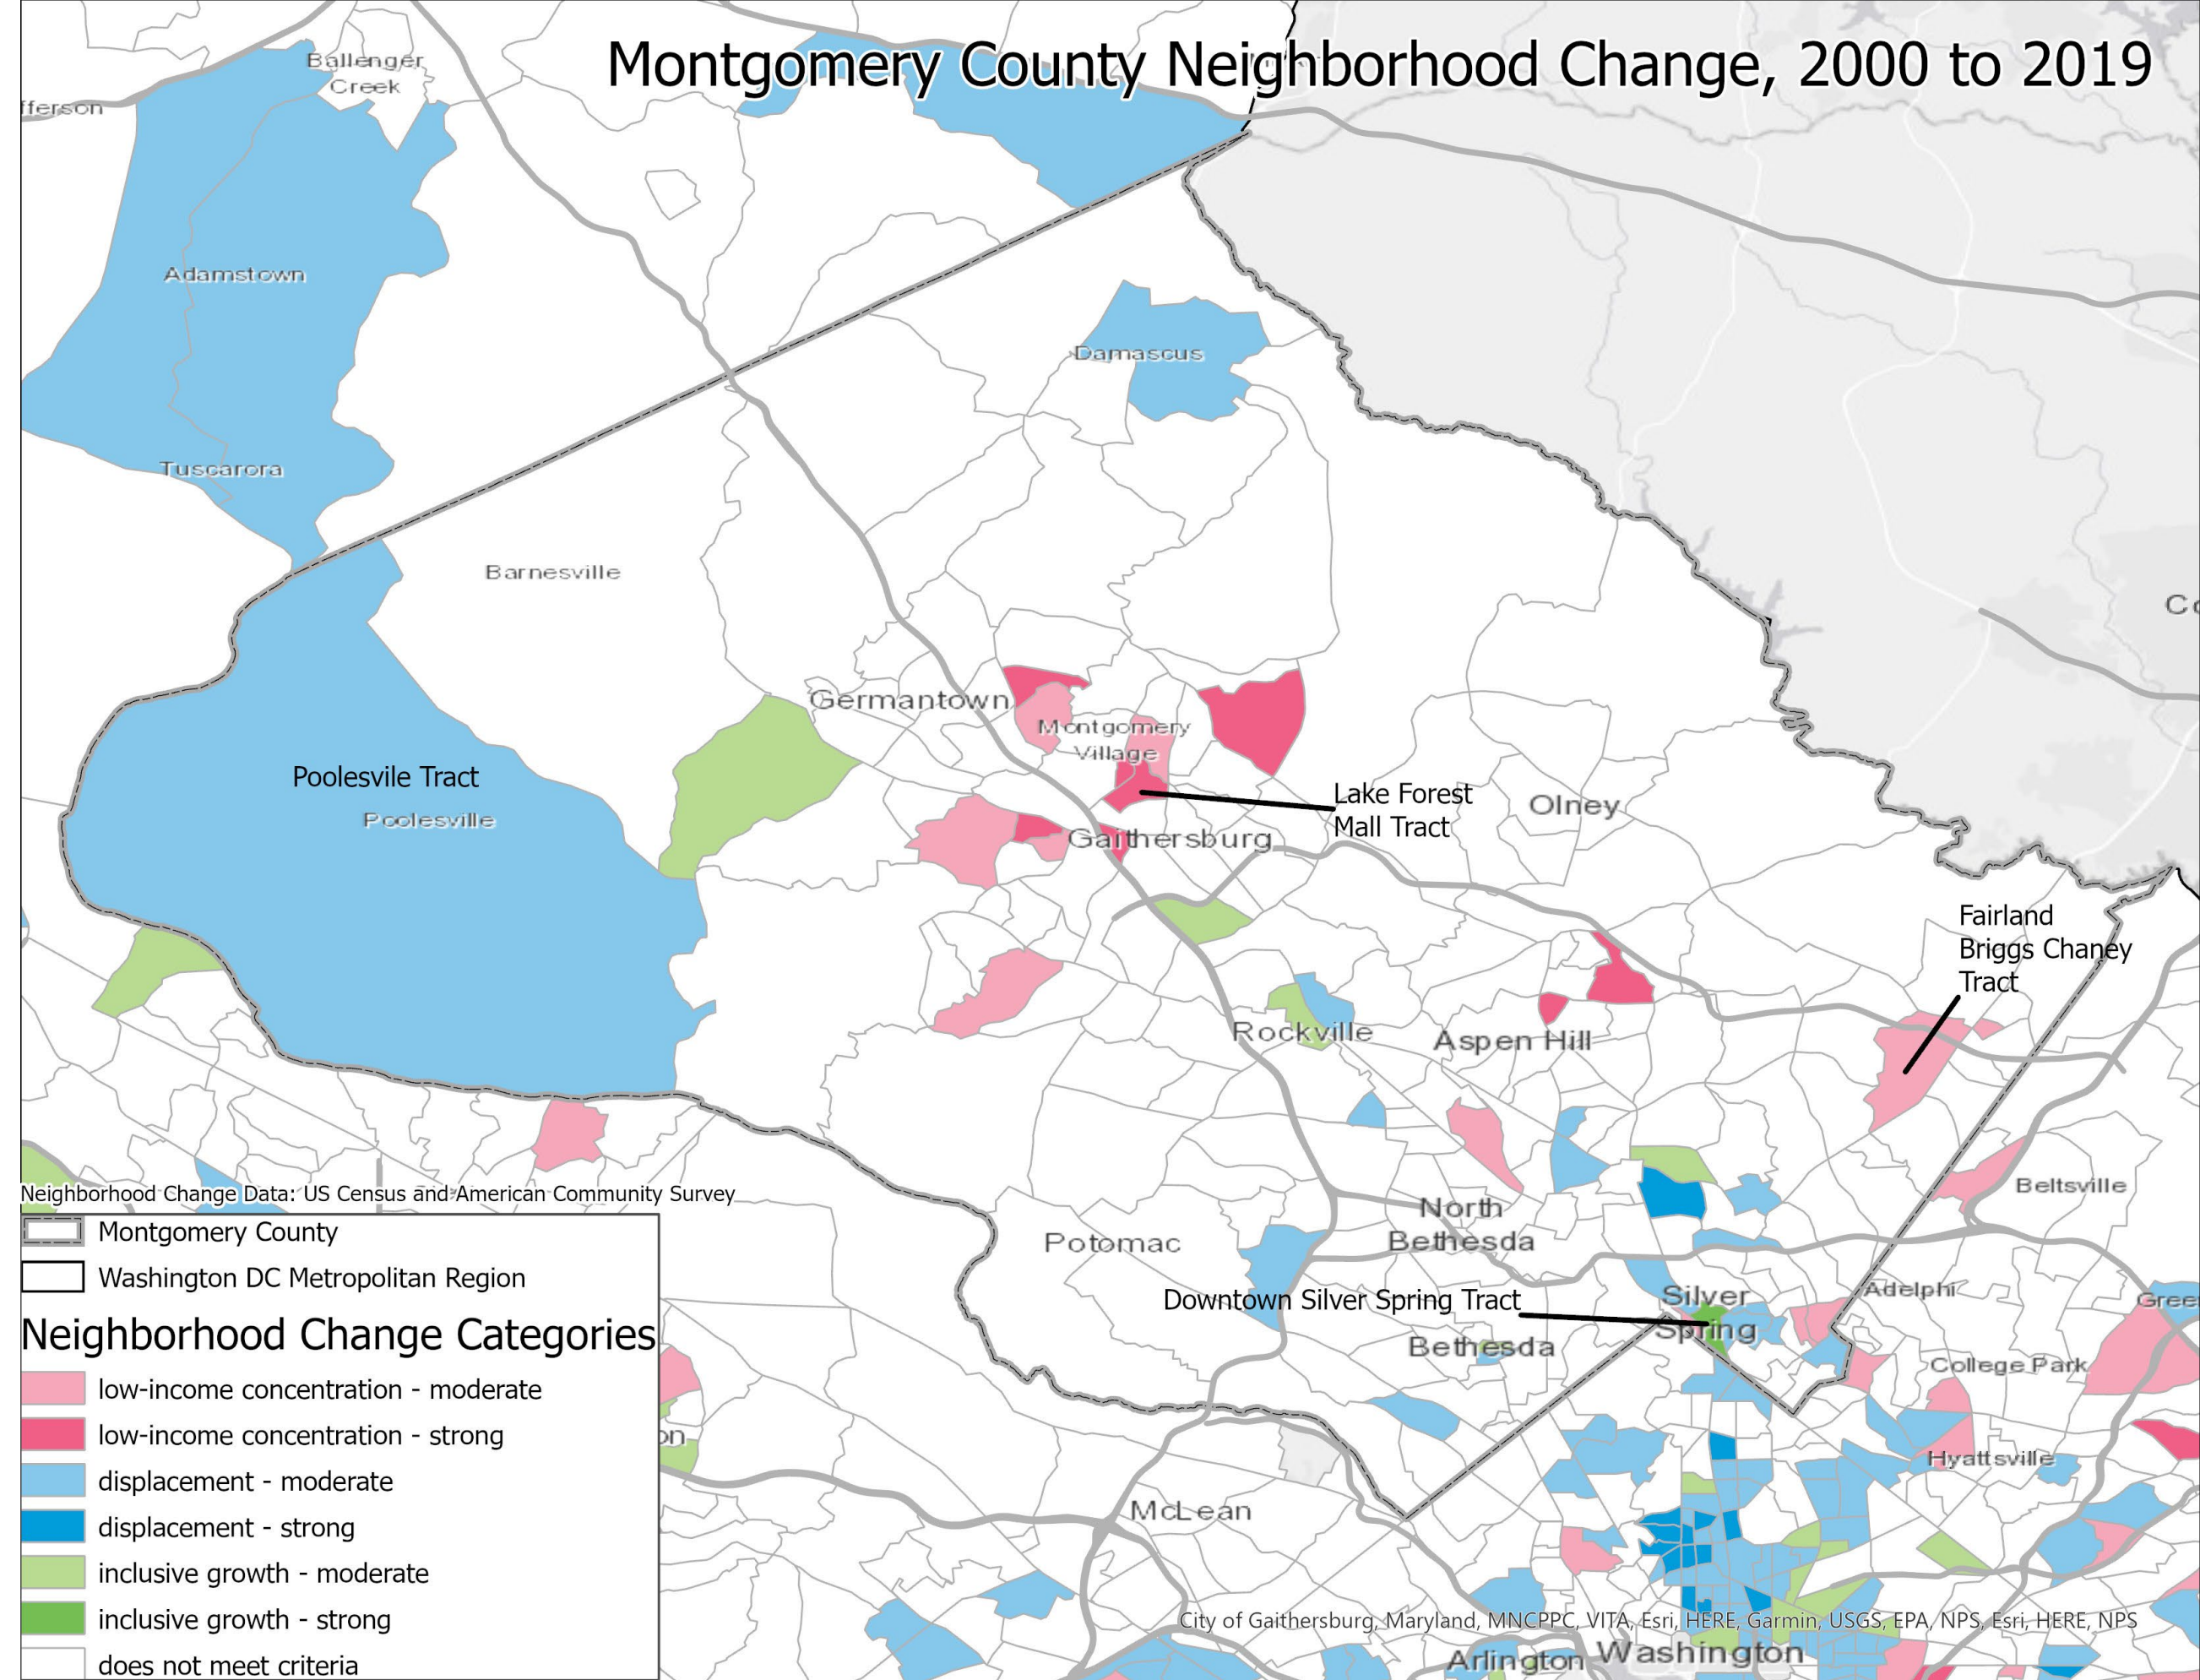 Montgomery County Neighborhood Change, 2000 to 2019
Ballenger
Creek
fferson
Adamstown
Damascus
Tuscarora
Barnesville
Co
Germantown
Montgomery
Village
Poolesvile Tract
Poolesville
Lake Forest
Mall Tract
Olney
Gaithersburg
Fairland
Briggs Chaney
Tract
Rockville
Aspen Hill
Beltsville
North
Bethesda
Potomac
Downtown Silver Spring Tract
Silver
Spring
Adelphi
Gree
Bethesda
College Park
on
Hyattsville
McLean
Neighborhood Change Data: US Census and American Community Survey
Montgomery County
Washington DC Metropolitan Region
Neighborhood Change Categories
low-income concentration - moderate
low-income concentration - strong
displacement - moderate
displacement - strong
inclusive growth - moderate
inclusive growth - strong
does not meet criteria
City of Gaithersburg, Maryland, MNCPPC, VITA, Esri, HERE, Garmin, USGS, EPA, NPS, Esri, HERE, NPS
Arlington
Washington